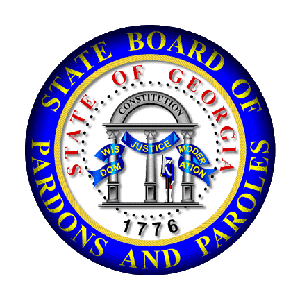 STATE BOARD OF
PARDONS AND PAROLES
STATE OF GEORGIA
CONSTITUTION
WIS
DOM
JUSTICE
MODER
ATION
1776